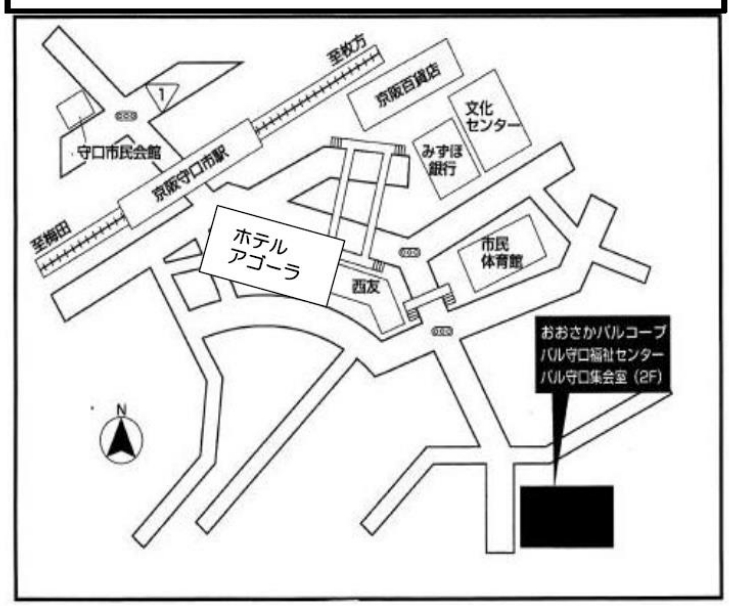 至枚方
京阪百貨店
文化
センター
1
守口市民会館
京阪守口市駅
みずほ
銀行
至梅田
ホテル
アゴーラ
市民
体育館
西友
おおさかパルコープ
パル守口福祉センター
パル守口集会室（2F）
N